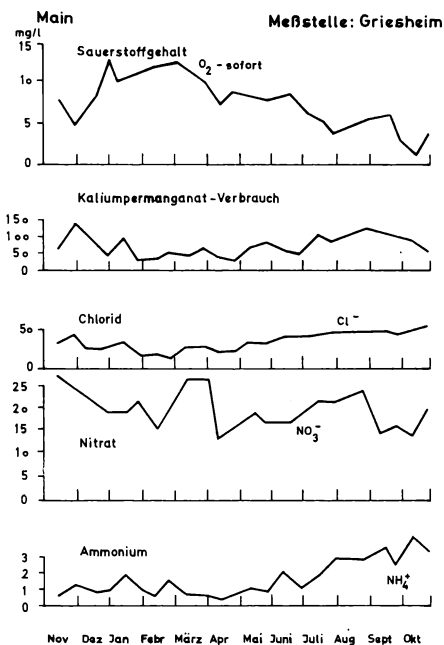 Main
Meßstelle: Griesheim
mg/l
15
Sauerstoffgehalt
O2-sofort
10
5
0
Kaliumpermanganat-Verbrauch
150
100
50
0
Chlorid
Cl-
50
0
25
20
15
10
Nitrat
NO3-
5
0
Ammonium
3
2
NH4+
1
0
Nov Dez Jan Febr März Apr Mai Juni Juli Aug Sept Okt